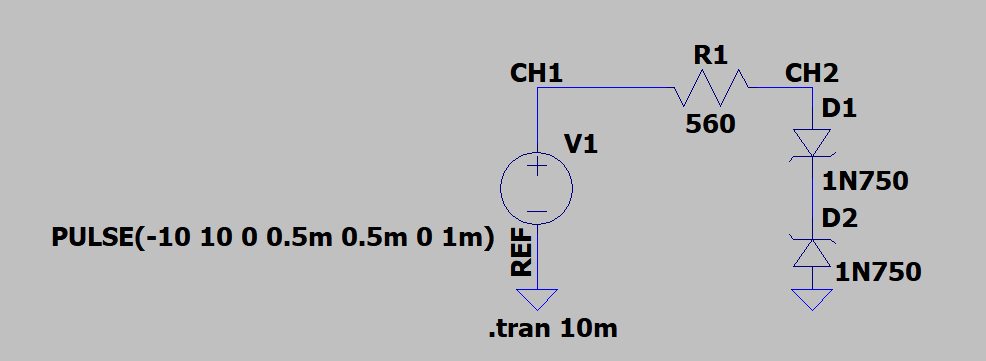 R1
CH1
CH2
D1
560
V1
1N750
D2
PULSE(-10 10 0 0.5m 0.5m 0 1m)
REF
1N750
.tran 10m